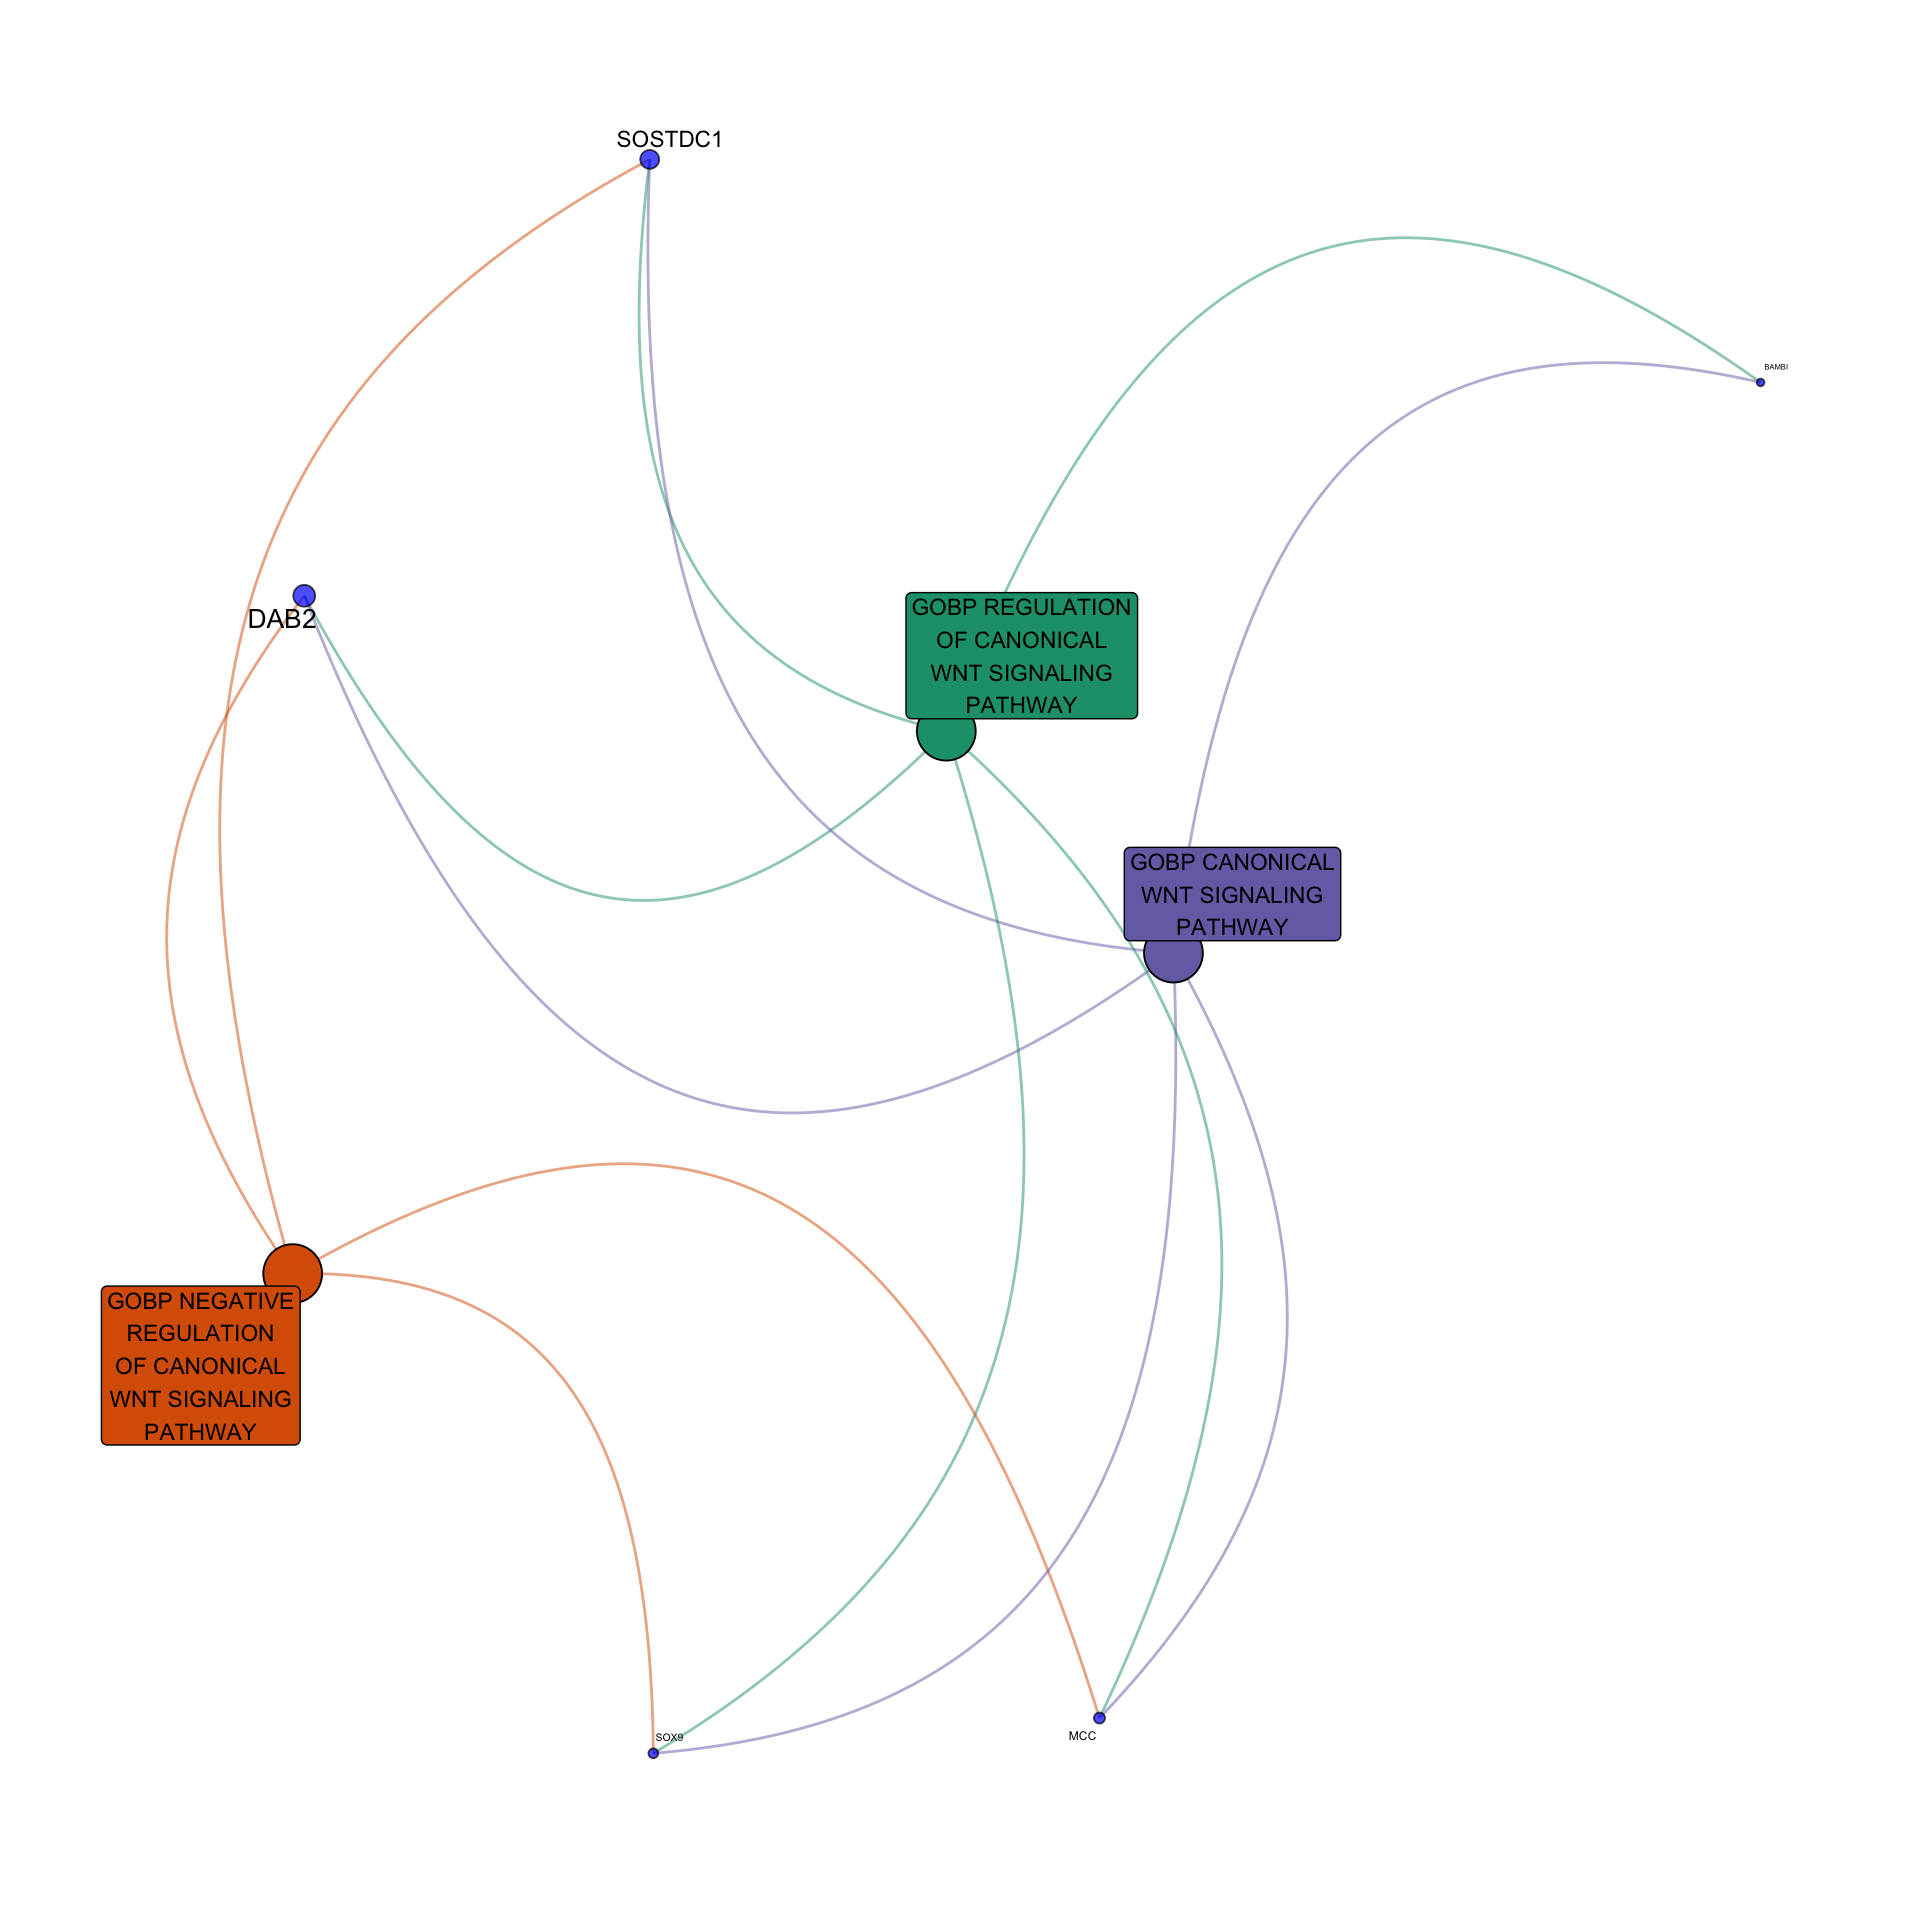 SOSTDC1
BAMBI
DAB2
GOBP REGULATION
OF CANONICAL
WNT SIGNALING
PATHWAY
GOBP CANONICAL
WNT SIGNALING
PATHWAY
GOBP NEGATIVE
REGULATION
OF CANONICAL
WNT SIGNALING
PATHWAY
SOX9
MCC